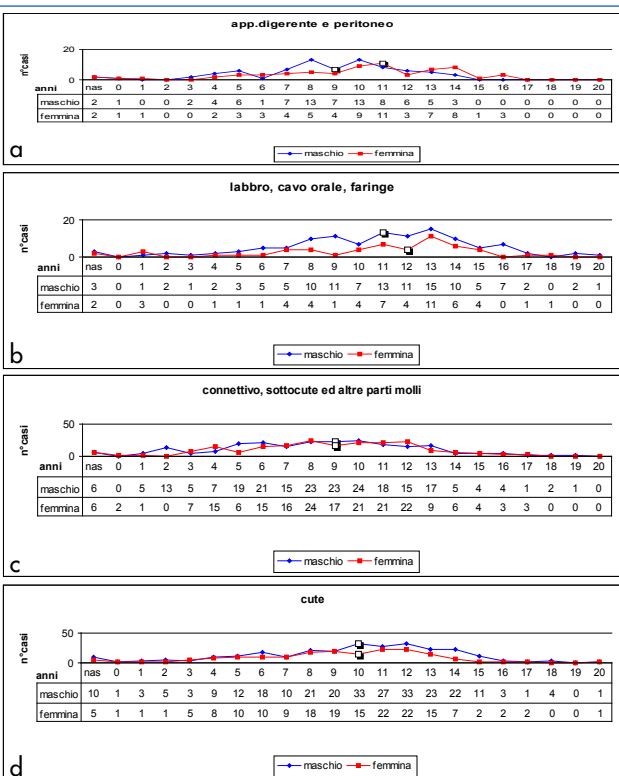 app.digerente e peritoneo
n°casi
20
0
anni nas 0 1 2 3 4 5 6 7 8 9 10 11 12 13 14 15 16 17 18 19 20
maschio 2 1 0 0 2 4 6 1 7 13 7 13 8 6 5 3 0 0 0 0 0 0
femmina 2 1 1 0 0 2 3 3 4 5 4 9 11 3 7 8 1 3 0 0 0 0
a
maschio femmina
labbro, cavo orale, faringe
n°casi
20
0
anni nas 0 1 2 3 4 5 6 7 8 9 10 11 12 13 14 15 16 17 18 19 20
maschio 3 0 1 2 1 2 3 5 5 10 11 7 13 11 15 10 5 7 2 0 2 1
femmina 2 0 3 0 0 1 1 1 4 4 1 4 7 4 11 6 4 0 1 1 0 0
b
maschio femmina
connettivo, sottocute ed altre parti molli
n°casi
50
0
anni nas 0 1 2 3 4 5 6 7 8 9 10 11 12 13 14 15 16 17 18 19 20
maschio 6 0 5 13 5 7 19 21 15 23 23 24 18 15 17 5 4 4 1 2 1 0
femmina 6 2 1 0 7 15 6 15 16 24 17 21 21 22 9 6 4 3 3 0 0 0
c
maschio femmina
cute
n°casi
50
0
anni nas 0 1 2 3 4 5 6 7 8 9 10 11 12 13 14 15 16 17 18 19 20
maschio 10 1 3 5 3 9 12 18 10 21 20 33 27 33 23 22 11 3 1 4 0 1
femmina 5 1 1 1 5 8 10 10 9 18 19 15 22 22 15 7 2 2 2 0 0 1
d
maschio femmina